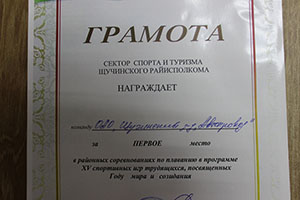 ГРАМОТА
СЕКТОР СПОРТА И ТУРИЗМА
ЩУЧИНСКОГО РАЙИСПОЛКОМА
НАГРАЖДАЕТ
команду ОАО
за ПЕРВОЕ место
в районных соревнованиях по плаванию в программе
XV спортивных игр трудящихся, посвященных
Году мира и созидания